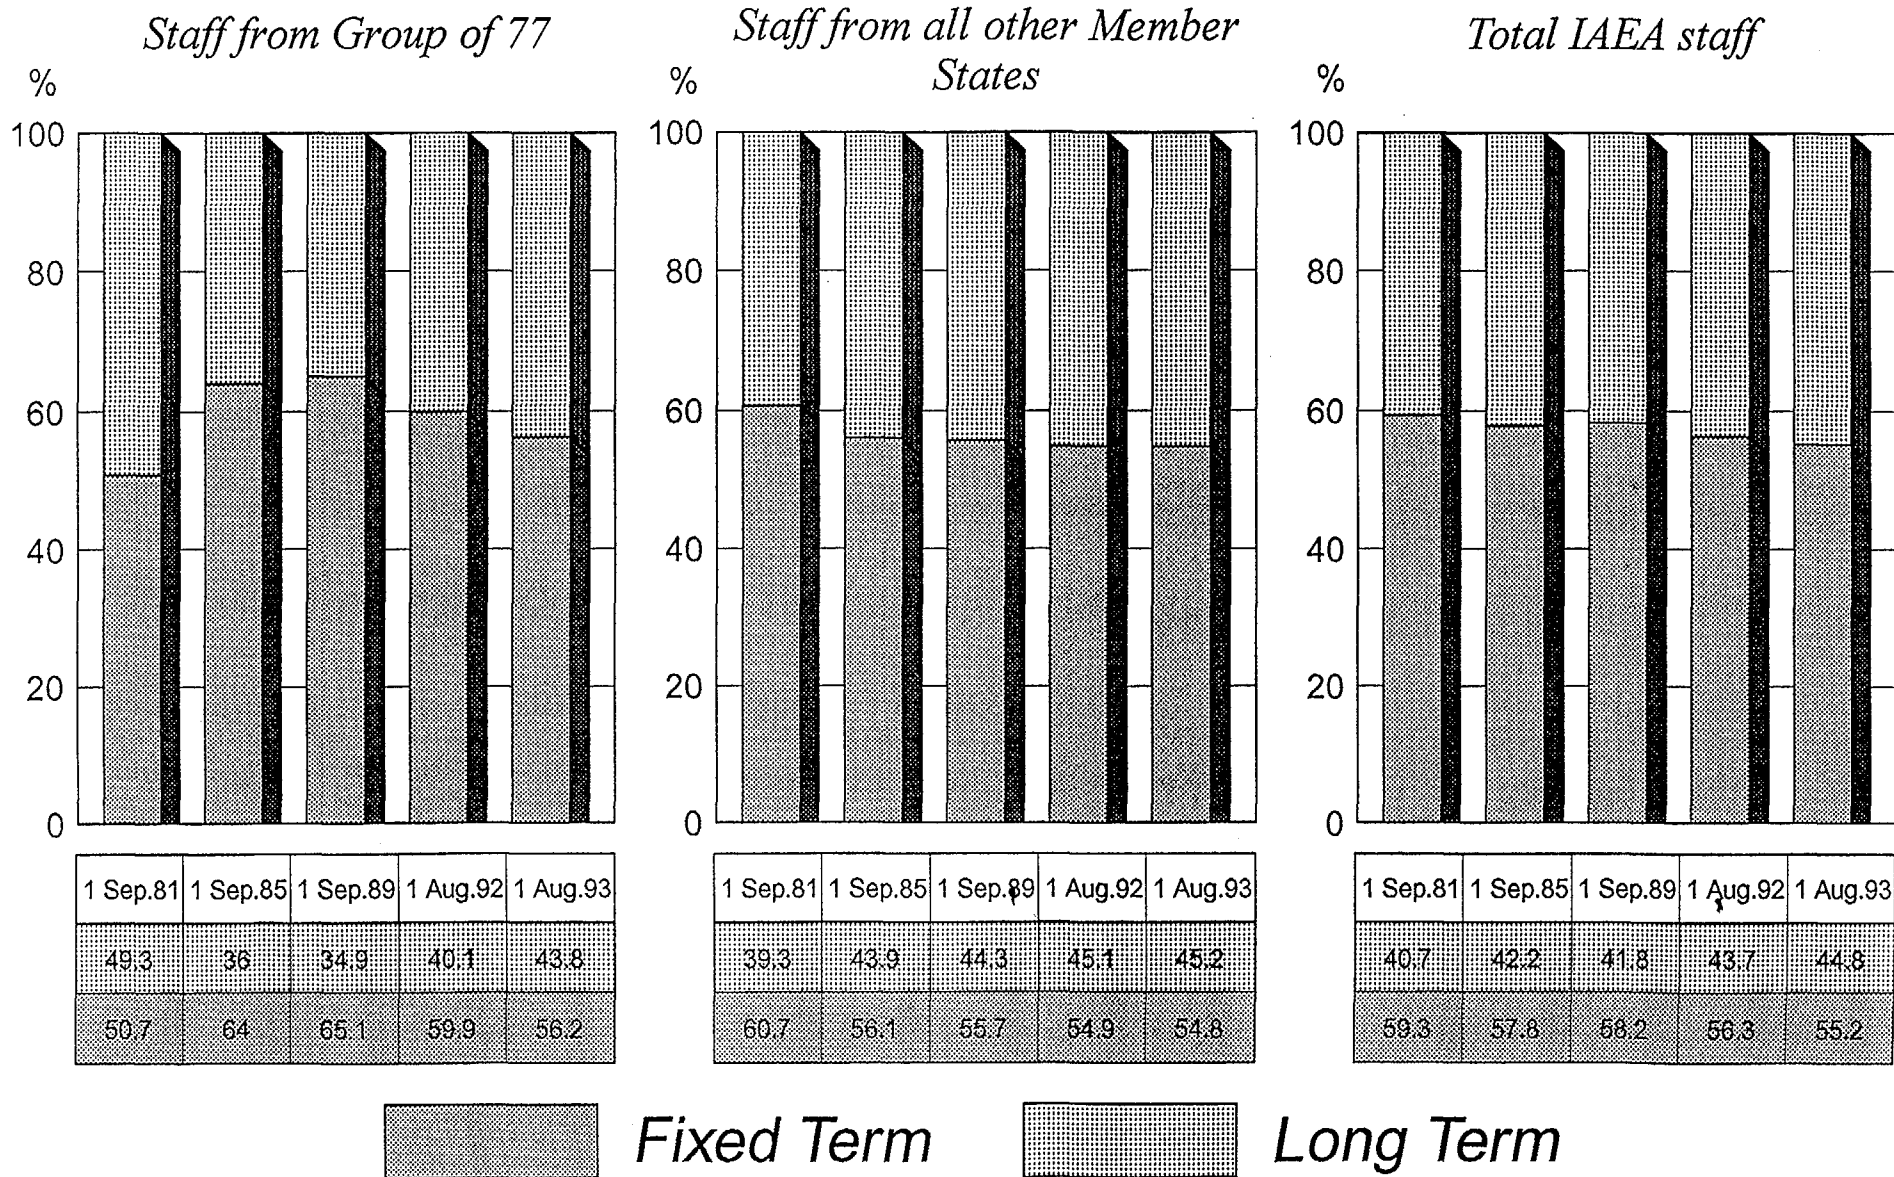 Staff from Group of 77
%
100
80
60
40
20
0
1 Sep.81 1 Sep.85 1 Sep.89 1 Aug.92 1 Aug.93
49.3 36 34.9 40.1 43.8
50.7 64 65.1 59.9 56.2
Staff from all other Member
States
%
100
80
60
40
20
0
1 Sep.81 1 Sep.85 1 Sep.89 1 Aug.92 1 Aug.93
39.3 43.9 44.3 45.1 45.2
60.7 56.1 55.7 54.9 54.8
Total IAEA staff
%
100
80
60
40
20
0
1 Sep.81 1 Sep.85 1 Sep.89 1 Aug.92 1 Aug.93
40.7 42.2 41.8 43.7 44.8
59.3 57.8 58.2 56.3 55.2
Fixed Term
Long Term